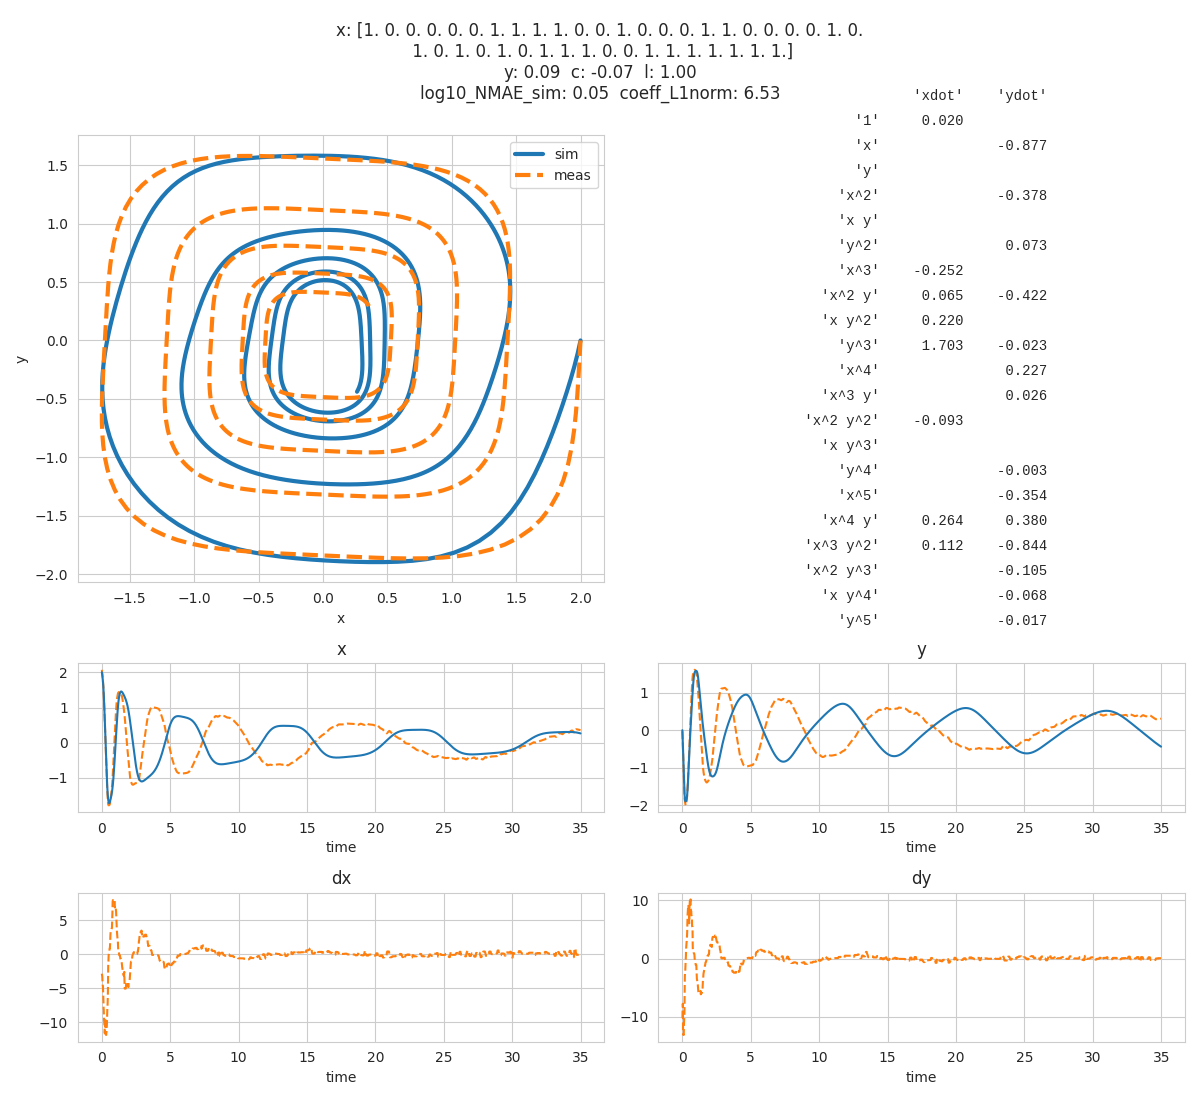 x: [1. 0. 0. 0. 0. 0. 0. 1. 1. 1. 1. 0. 0. 1. 0. 0. 0. 0. 1. 1. 0. 0. 0. 0. 1. 0.
1. 0. 1. 0. 1. 0. 1. 1. 1. 1. 0. 0. 1. 1. 1. 1. 1. 1. 1. 1.]
y: 0.09 c: -0.07 l: 1.00
log10_NMAE_sim: 0.05 coeff_L1norm: 6.53
'xdot' 'ydot'
'1' 0.020
'x' -0.877
'y'
'x^2' -0.378
'x y'
'y^2' 0.073
'x^3' -0.252
'x^2 y' 0.065 -0.422
'x y^2' 0.220
'y^3' 1.703 -0.023
'x^4' 0.227
'x^3 y' 0.026
'x^2 y^2' -0.093
'x y^3'
'y^4' -0.003
'x^5' -0.354
'x^4 y' 0.264 0.380
'x^3 y^2' 0.112 -0.844
'x^2 y^3' -0.105
'x y^4' -0.068
'y^5' -0.017
sim
meas
y
1.5
1.0
0.5
0.0
−0.5
−1.0
−1.5
−2.0
−1.5 −1.0 −0.5 0.0 0.5 1.0 1.5 2.0
x
x
2
1
0
−1
0 5 10 15 20 25 30 35
time
y
1
0
−1
−2
0 5 10 15 20 25 30 35
time
dx
5
0
−5
−10
0 5 10 15 20 25 30 35
time
dy
10
0
−10
0 5 10 15 20 25 30 35
time